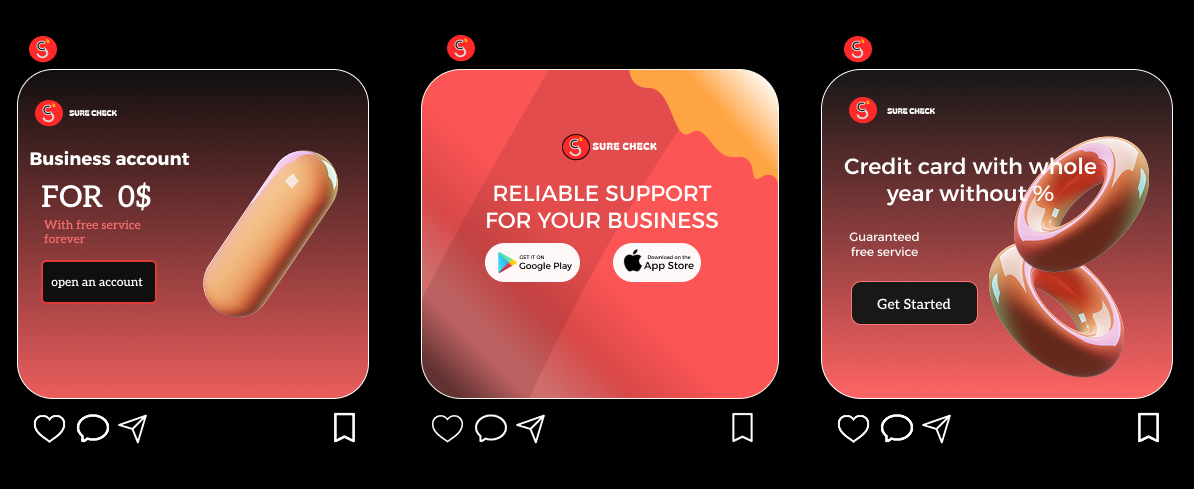 SURE CHECK
Business account
FOR 0$
With free service
forever
open an account
SURE CHECK
RELIABLE SUPPORT
FOR YOUR BUSINESS
GET IT ON
Google Play
Download on the
App Store
SURE CHECK
Credit card with whole
year without %
Guaranteed
free service
Get Started